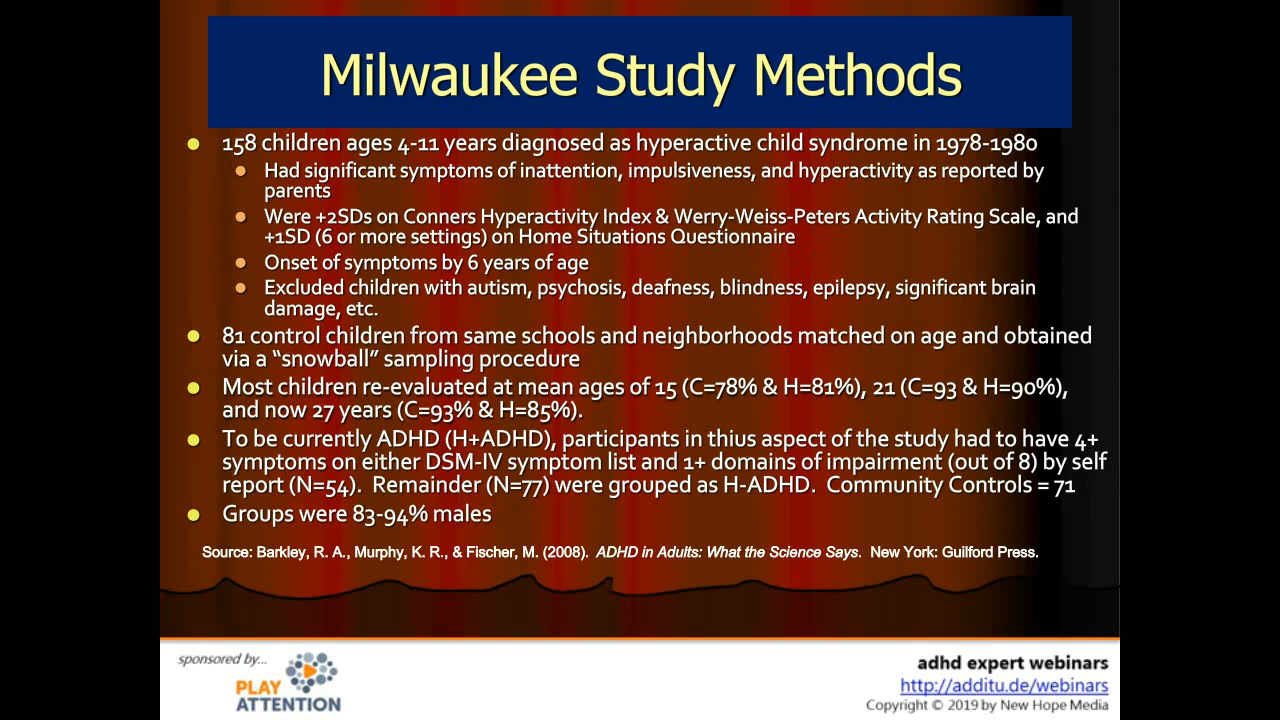 Milwaukee Study Methods
• 158 children ages 4-11 years diagnosed as hyperactive child syndrome in 1978-1980
• Had significant symptoms of inattention, impulsiveness, and hyperactivity as reported by
parents
• Were +2SDs on Conners Hyperactivity Index & Werry-Weiss-Peters Activity Rating Scale, and
+1SD (6 or more settings) on Home Situations Questionnaire
• Onset of symptoms by 6 years of age
• Excluded children with autism, psychosis, deafness, blindness, epilepsy, significant brain
damage, etc.
• 81 control children from same schools and neighborhoods matched on age and obtained
via a “snowball” sampling procedure
• Most children re-evaluated at mean ages of 15 (C=78% & H=81%), 21 (C=93 & H=90%),
and now 27 years (C=93% & H=85%).
• To be currently ADHD (H+ADHD), participants in thius aspect of the study had to have 4+
symptoms on either DSM-IV symptom list and 1+ domains of impairment (out of 8) by self
report (N=54).  Remainder (N=77) were grouped as H-ADHD.  Community Controls = 71
• Groups were 83-94% males
Source: Barkley, R. A., Murphy, K. R., & Fischer, M. (2008).  ADHD in Adults: What the Science Says.  New York: Guilford Press.
sponsored by...
PLAY
ATTENTION
adhd expert webinars
http://additu.de/webinars
Copyright © 2019 by New Hope Media